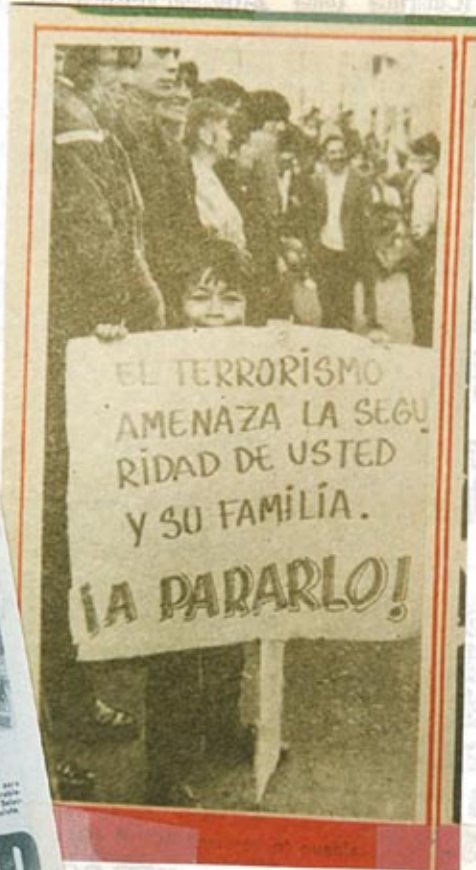 EL TERRORISMO
AMENAZA LA SEGU
RIDAD DE USTED
Y SU FAMILIA.
¡A PARARLO!